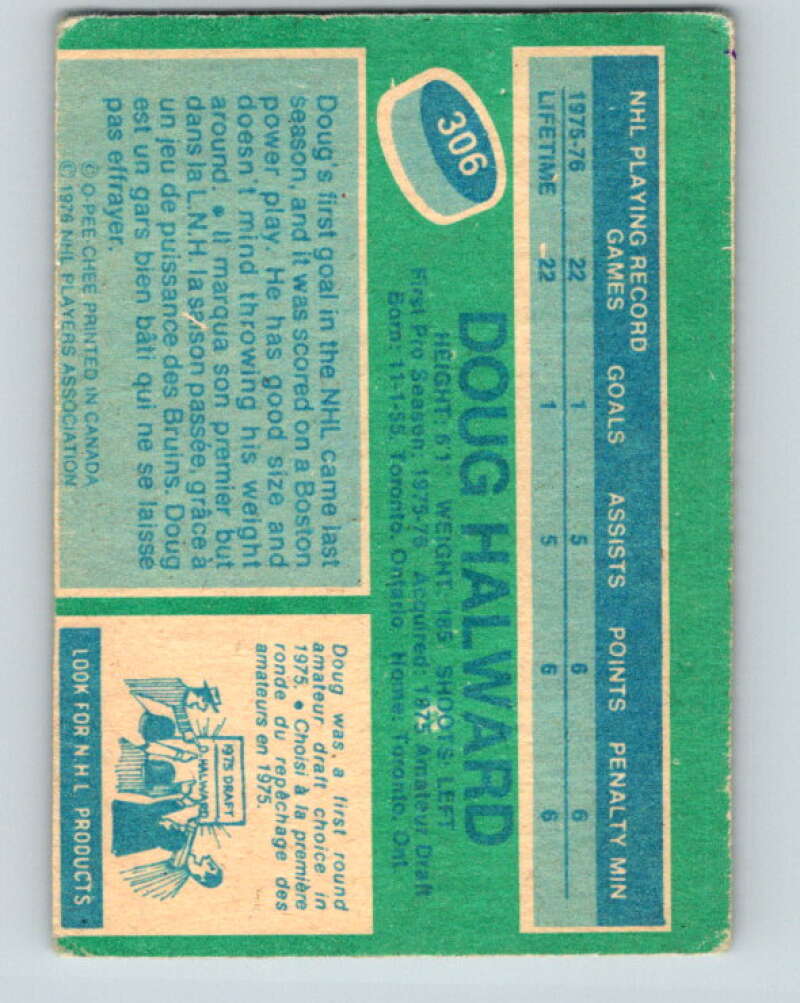 NHL PLAYING RECORD
GAMES GOALS ASSISTS POINTS PENALTY MIN
1975-76 22 1 5 6 6
LIFETIME 22 1 5 6 6
306
DOUG HALWARD
HEIGHT: 6'1" WEIGHT: 185 SHOOTS: LEFT
First Pro Season: 1975-76 Acquired: 1975 Amateur Draft
Born: 11-1-55, Toronto, Ontario Home: Toronto, Ont.
Doug's first goal in the NHL came last
season, and it was scored on a Boston
power play. He has good size and
doesn't mind throwing his weight
around. • Il marqua son premier but
dans la L.N.H. la saison passée, grâce à
un jeu de puissance des Bruins. Doug
est un gars bien bâti qui ne se laisse
pas effrayer.
© O-PEE-CHEE PRINTED IN CANADA
© 1976 NHL PLAYERS ASSOCIATION
Doug was, a first round
amateur draft choice in
1975. • Choisi à la première
ronde du repêchage des
amateurs en 1975.
1975 DRAFT
D. HALWARD
LOOK FOR N.H.L PRODUCTS